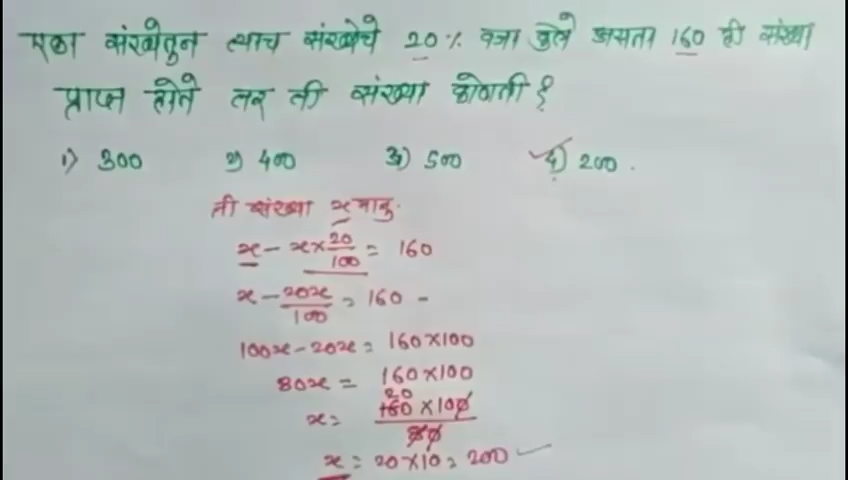 एका संख्येतुन त्याच संख्येचे 20% वजा केले असता 160 ही संख्या
प्राप्त होते तर ती संख्या कोणती?
1) 300 2) 400 3) 500 4) 200.
ती संख्या x मानु.
x - x × 20/100 = 160
x - 20x/100 = 160 -
100x - 20x = 160×100
80x = 160×100
x = 160 × 100 / 80
20
x = 20×10 = 200